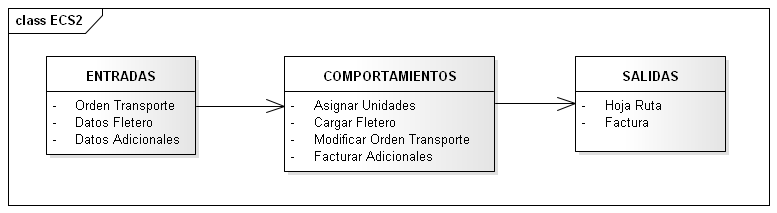 class ECS2
ENTRADAS
- Orden Transporte
- Datos Fletero
- Datos Adicionales
COMPORTAMIENTOS
- Asignar Unidades
- Cargar Fletero
- Modificar Orden Transporte
- Facturar Adicionales
SALIDAS
- Hoja Ruta
- Factura